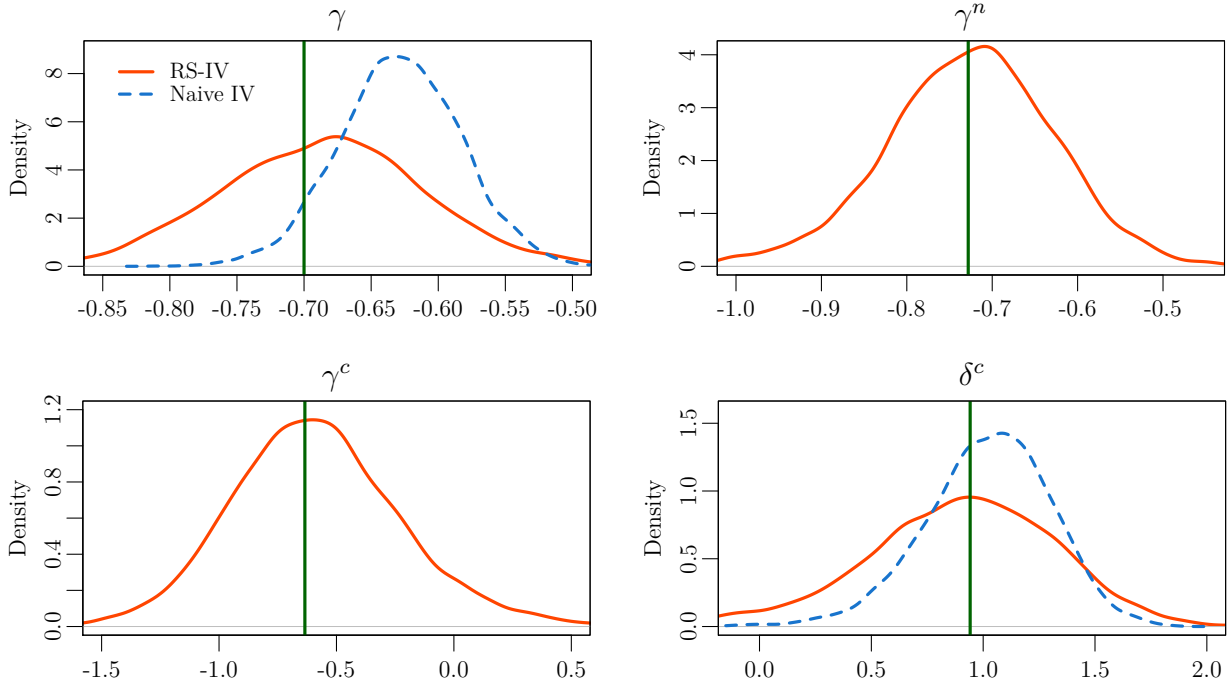 γ
Density
0 2 4 6 8
RS-IV
Naive IV
-0.85 -0.80 -0.75 -0.70 -0.65 -0.60 -0.55 -0.50
γⁿ
Density
0 1 2 3 4
-1.0 -0.9 -0.8 -0.7 -0.6 -0.5
γᶜ
Density
0.0 0.4 0.8 1.2
-1.5 -1.0 -0.5 0.0 0.5
δᶜ
Density
0.0 0.5 1.0 1.5
0.0 0.5 1.0 1.5 2.0